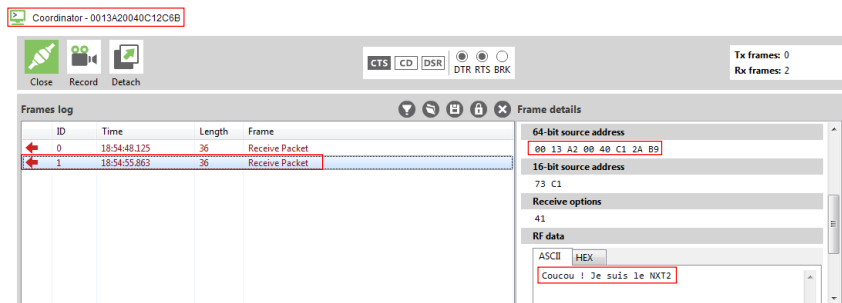 Coordinator - 0013A20040C12C6B
Close Record Detach
CTS CD DSR DTR RTS BRK
Tx frames: 0
Rx frames: 2
Frames log
ID Time Length Frame
0 18:54:48.125 36 Receive Packet
1 18:54:55.863 36 Receive Packet
Frame details
64-bit source address
00 13 A2 00 40 C1 2A B9
16-bit source address
73 C1
Receive options
41
RF data
ASCII HEX
Coucou ! Je suis le NXT2